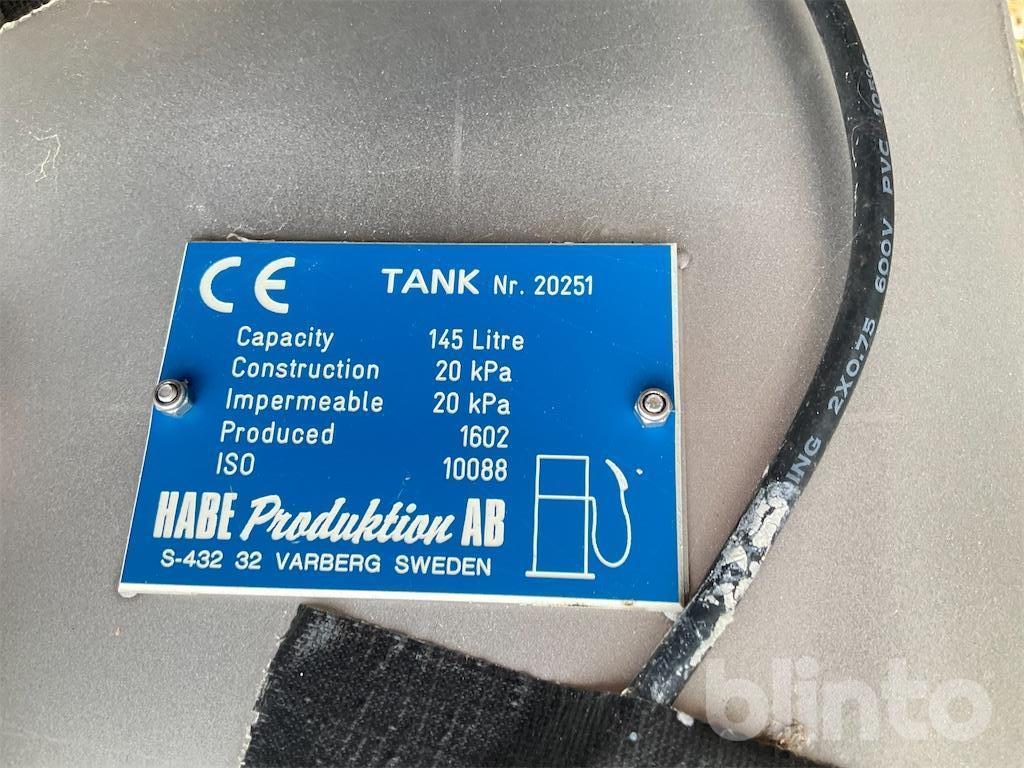 CE TANK Nr. 20251
Capacity 145 Litre
Construction 20 kPa
Impermeable 20 kPa
Produced 1602
ISO 10088
HABE Produktion AB
S-432 32 VARBERG SWEDEN
2X0.75 600V PVC 105°C
blinto